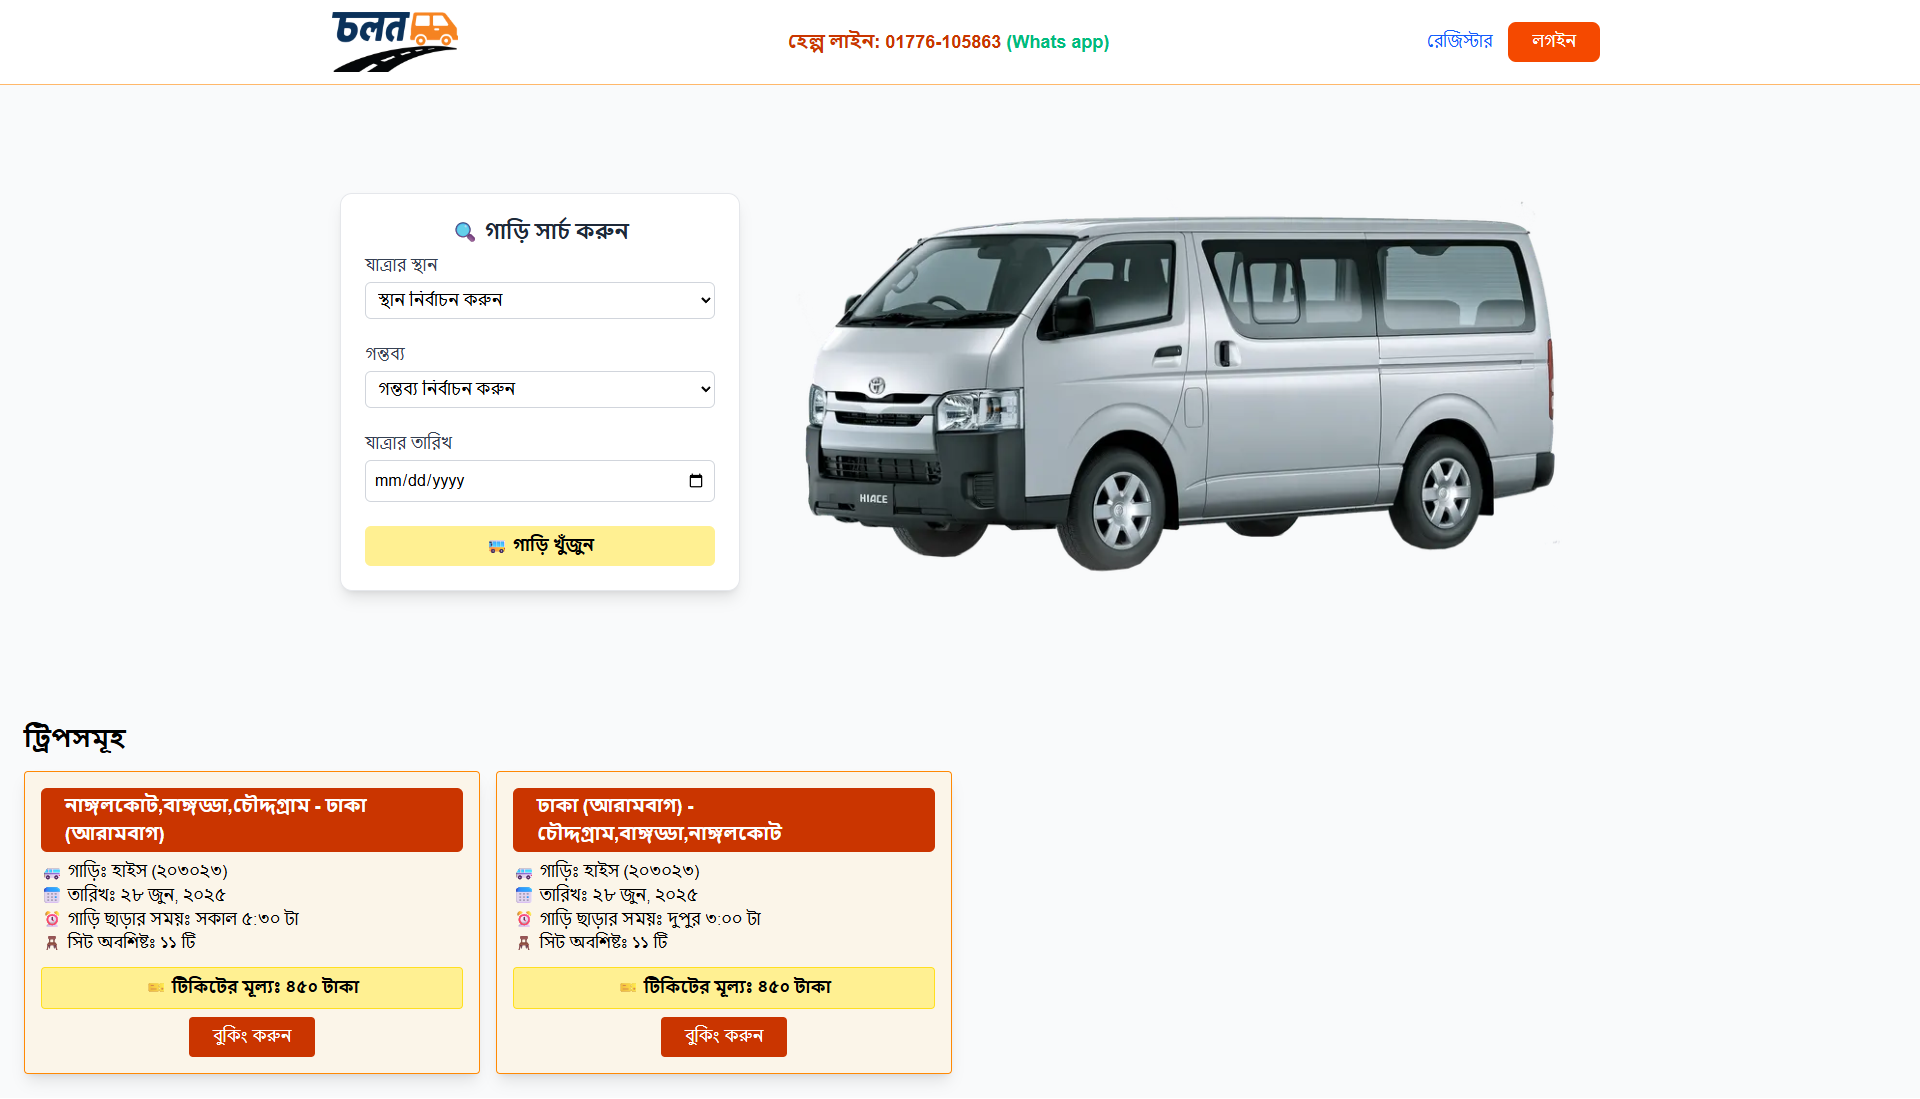 চলন
হেল্প লাইন: 01776-105863 (Whats app)
রেজিস্টার
লগইন
গাড়ি সার্চ করুন
যাত্রার স্থান
স্থান নির্বাচন করুন
গন্তব্য
গন্তব্য নির্বাচন করুন
যাত্রার তারিখ
mm/dd/yyyy
গাড়ি খুঁজুন
HIACE
ট্রিপসমূহ
নাঙ্গলকোট,বাঙ্গড্ডা,চৌদ্দগ্রাম - ঢাকা
(আরামবাগ)
গাড়িঃ হাইস (২০৩০২৩)
তারিখঃ ২৮ জুন, ২০২৫
গাড়ি ছাড়ার সময়ঃ সকাল ৫:৩০ টা
সিট অবশিষ্টঃ ১১ টি
টিকিটের মূল্যঃ ৪৫০ টাকা
বুকিং করুন
ঢাকা (আরামবাগ) -
চৌদ্দগ্রাম,বাঙ্গড্ডা,নাঙ্গলকোট
গাড়িঃ হাইস (২০৩০২৩)
তারিখঃ ২৮ জুন, ২০২৫
গাড়ি ছাড়ার সময়ঃ দুপুর ৩:০০ টা
সিট অবশিষ্টঃ ১১ টি
টিকিটের মূল্যঃ ৪৫০ টাকা
বুকিং করুন